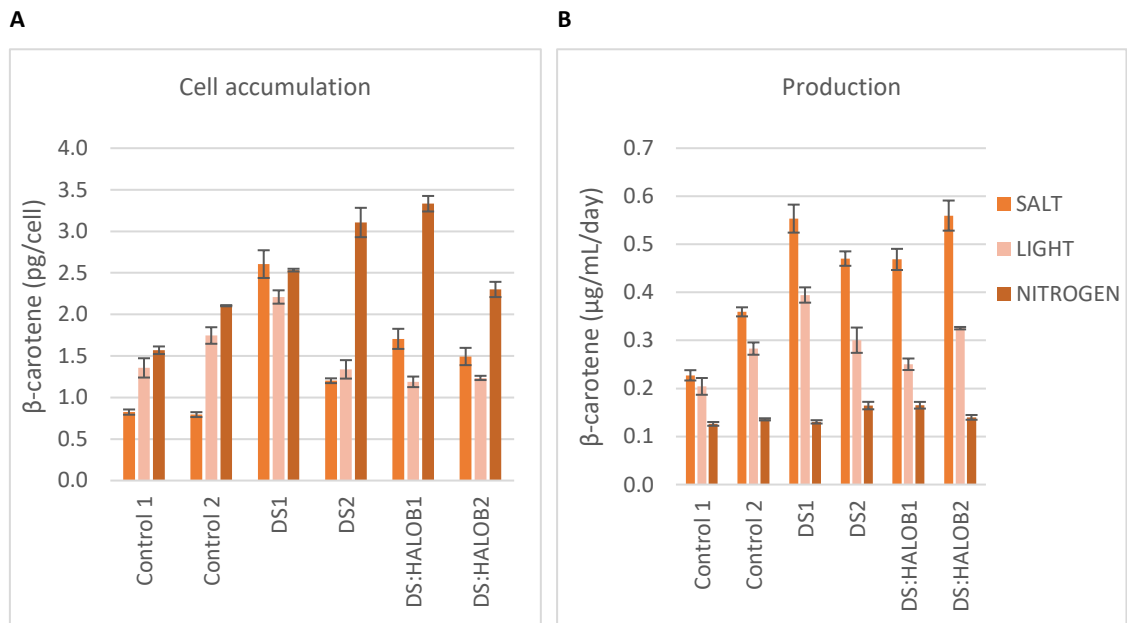 A
Cell accumulation
β-carotene (pg/cell)
4.0
3.5
3.0
2.5
2.0
1.5
1.0
0.5
0.0
Control 1
Control 2
DS1
DS2
DS:HALOB1
DS:HALOB2
B
Production
β-carotene (µg/mL/day)
0.7
0.6
0.5
0.4
0.3
0.2
0.1
0.0
Control 1
Control 2
DS1
DS2
DS:HALOB1
DS:HALOB2
SALT
LIGHT
NITROGEN